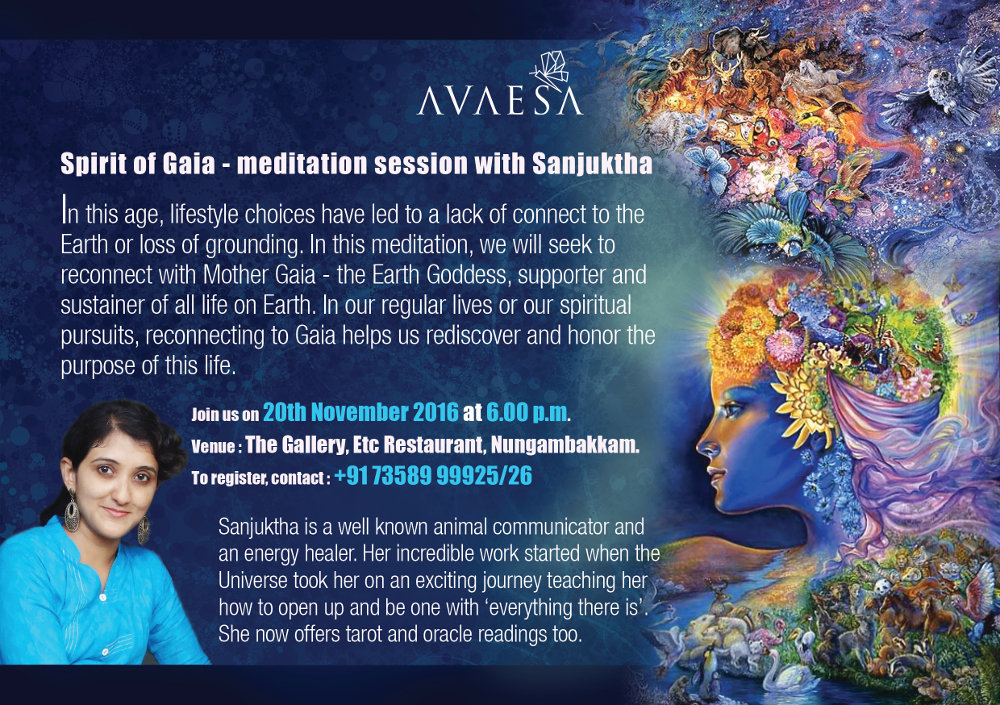 AVAESA
Spirit of Gaia - meditation session with Sanjuktha
In this age, lifestyle choices have led to a lack of connect to the
Earth or loss of grounding. In this meditation, we will seek to
reconnect with Mother Gaia - the Earth Goddess, supporter and
sustainer of all life on Earth. In our regular lives or our spiritual
pursuits, reconnecting to Gaia helps us rediscover and honor the
purpose of this life.
Join us on 20th November 2016 at 6.00 p.m.
Venue : The Gallery, Etc Restaurant, Nungambakkam.
To register, contact : +91 73589 99925/26
Sanjuktha is a well known animal communicator and
an energy healer. Her incredible work started when the
Universe took her on an exciting journey teaching her
how to open up and be one with ‘everything there is’.
She now offers tarot and oracle readings too.